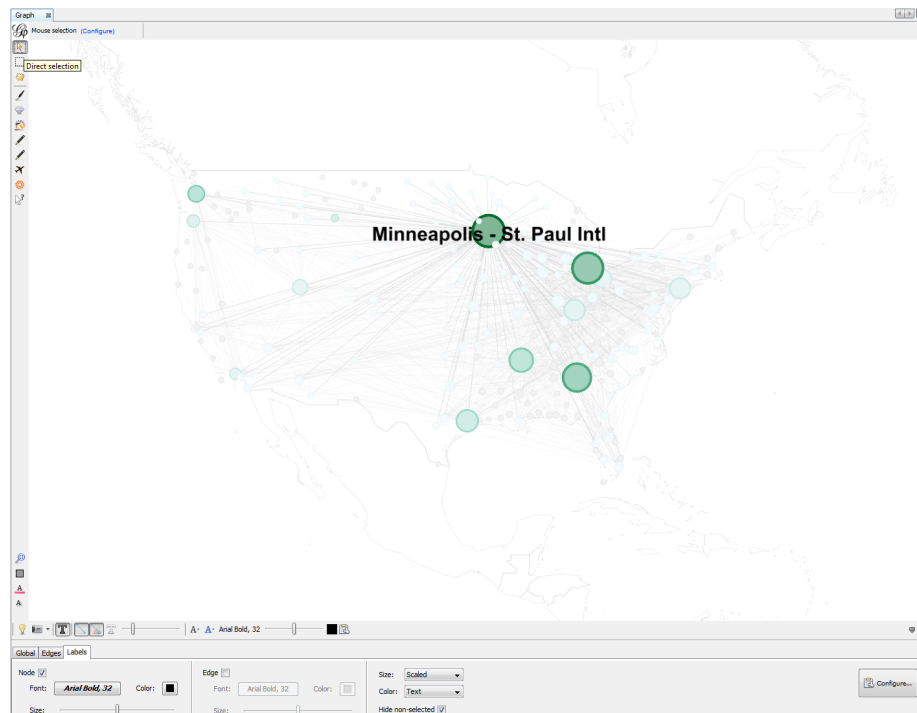 Graph
Mouse selection (Configure)
Direct selection
Minneapolis - St. Paul Intl
A- A- Arial Bold, 32
Global Edges Labels
Node Edge Size: Scaled
Font: Arial Bold, 32 Color: Font: Arial Bold, 32 Color: Color: Text Configure...
Size: Size: Hide non-selected